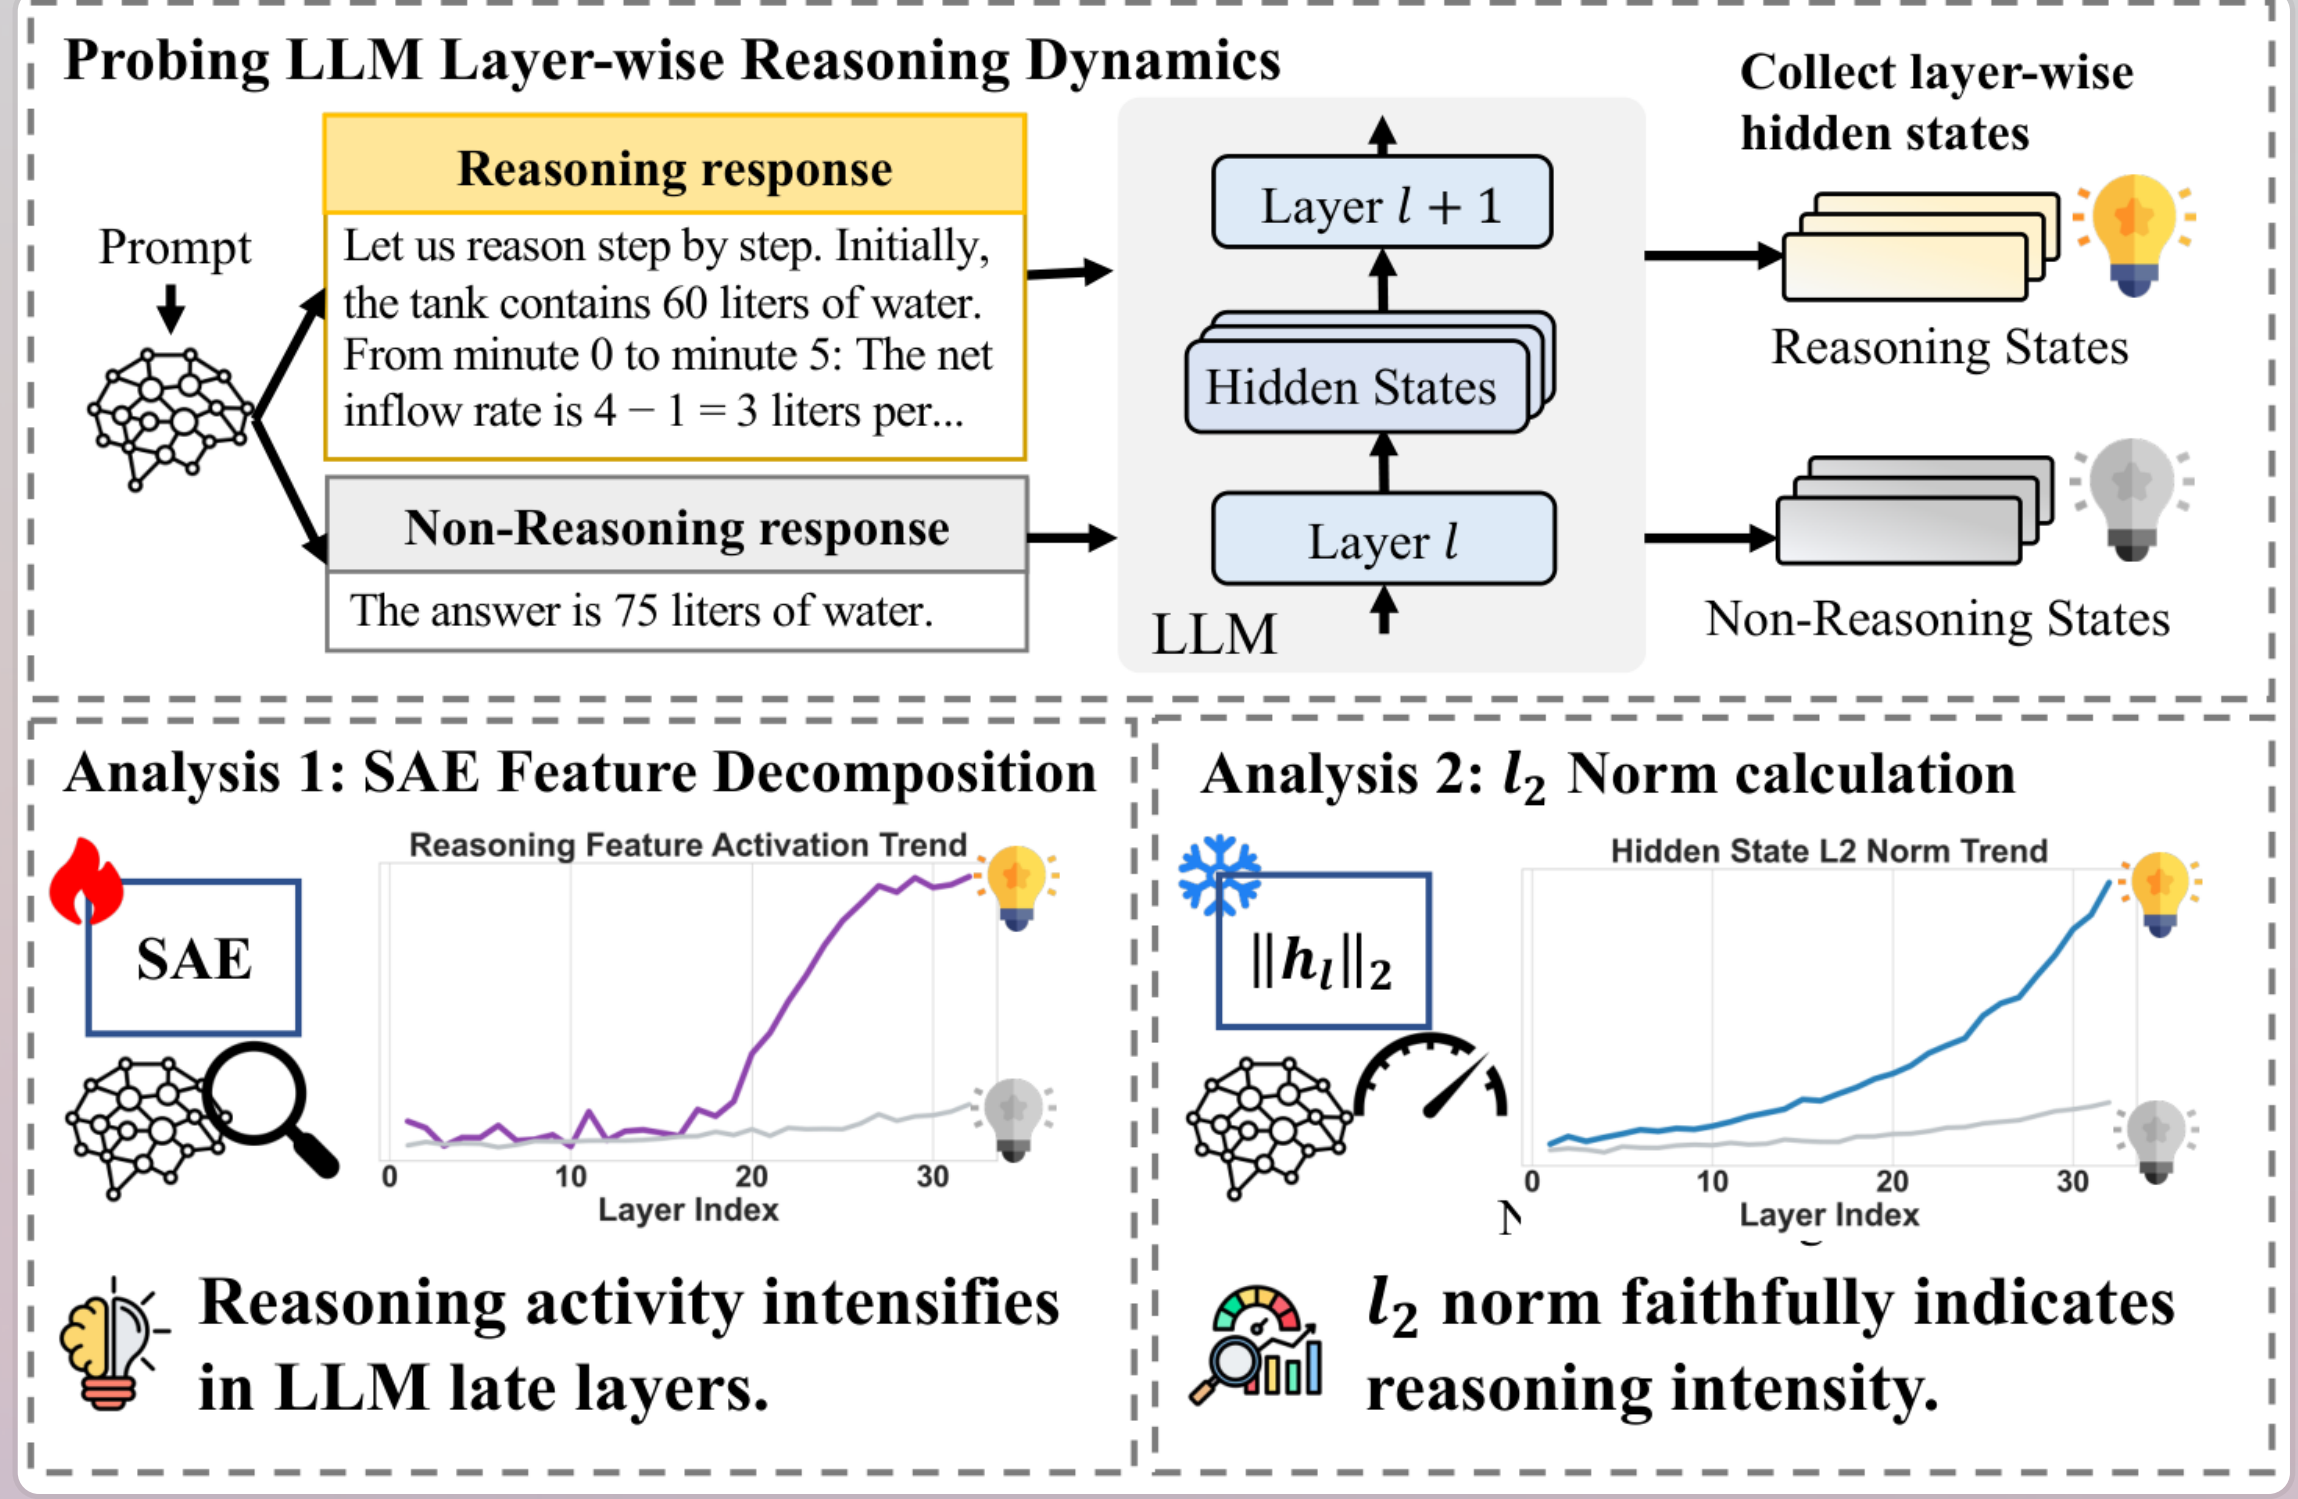 Probing LLM Layer-wise Reasoning Dynamics
Collect layer-wise
hidden states
Prompt
Reasoning response
Let us reason step by step. Initially,
the tank contains 60 liters of water.
From minute 0 to minute 5: The net
inflow rate is 4 − 1 = 3 liters per...
Non-Reasoning response
The answer is 75 liters of water.
Layer l + 1
Hidden States
Layer l
LLM
Reasoning States
Non-Reasoning States
Analysis 1: SAE Feature Decomposition
SAE
Reasoning Feature Activation Trend
0 10 20 30
Layer Index
Reasoning activity intensifies
in LLM late layers.
Analysis 2: l₂ Norm calculation
||h_l||₂
Hidden State L2 Norm Trend
0 10 20 30
Layer Index
l₂ norm faithfully indicates
reasoning intensity.